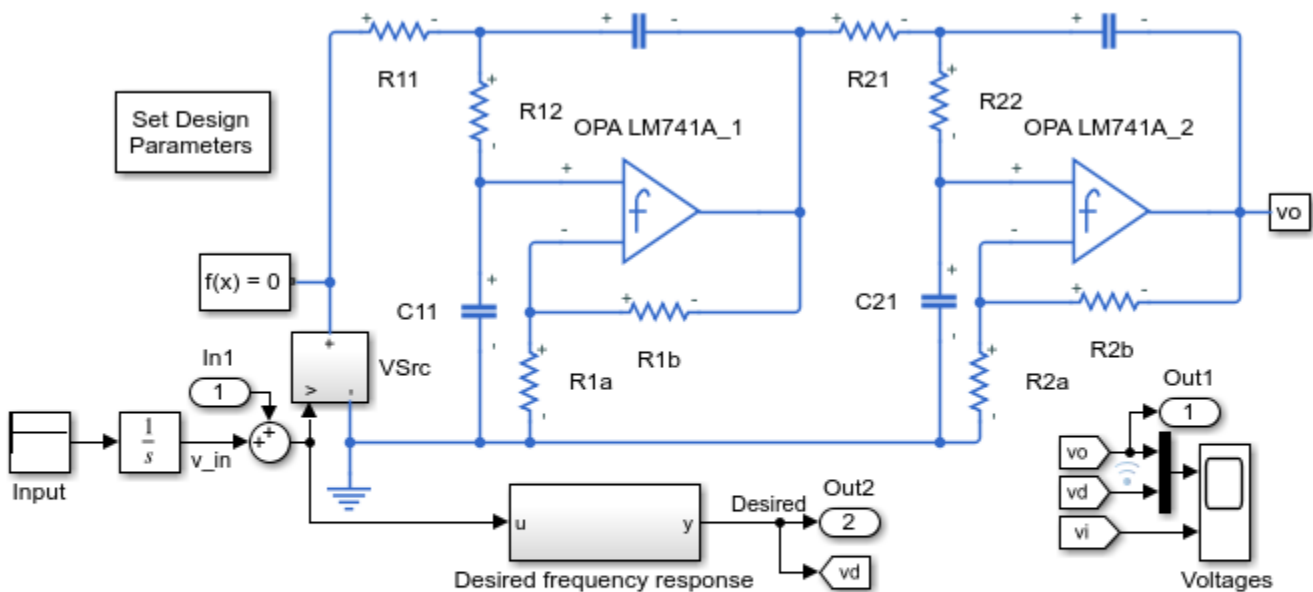 R11
R21
R12
OPA LM741A_1
R22
OPA LM741A_2
Set Design
Parameters
vo
f(x) = 0
C11
C21
R1b
R2b
VSrc
R1a
R2a
In1
1
Out1
1
1
s
v_in
Input
vo
vd
vi
Voltages
u
y
Desired
Out2
2
vd
Desired frequency response